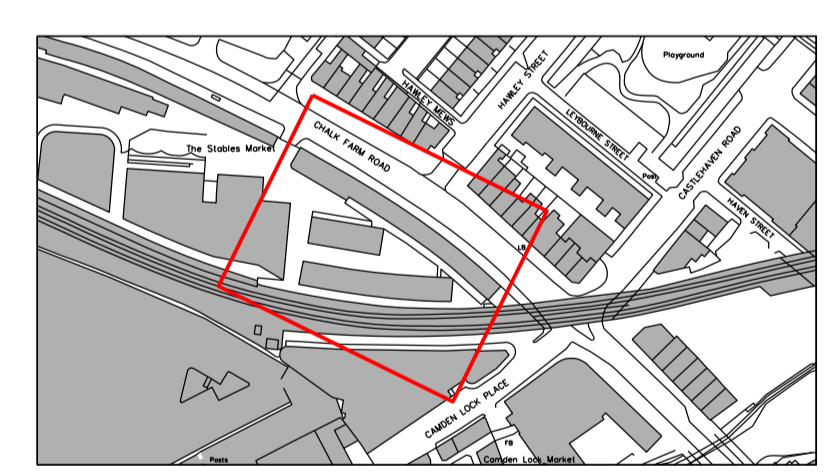 Playground
HAWLEY STREET
HAWLEY MEWS
LEYBOURNE STREET
CHALK FARM ROAD
The Stables Market
CASTLEHAVEN ROAD
Post
HAVEN STREET
LB
CAMDEN LOCK PLACE
FB
Posts
Camden Lock Market